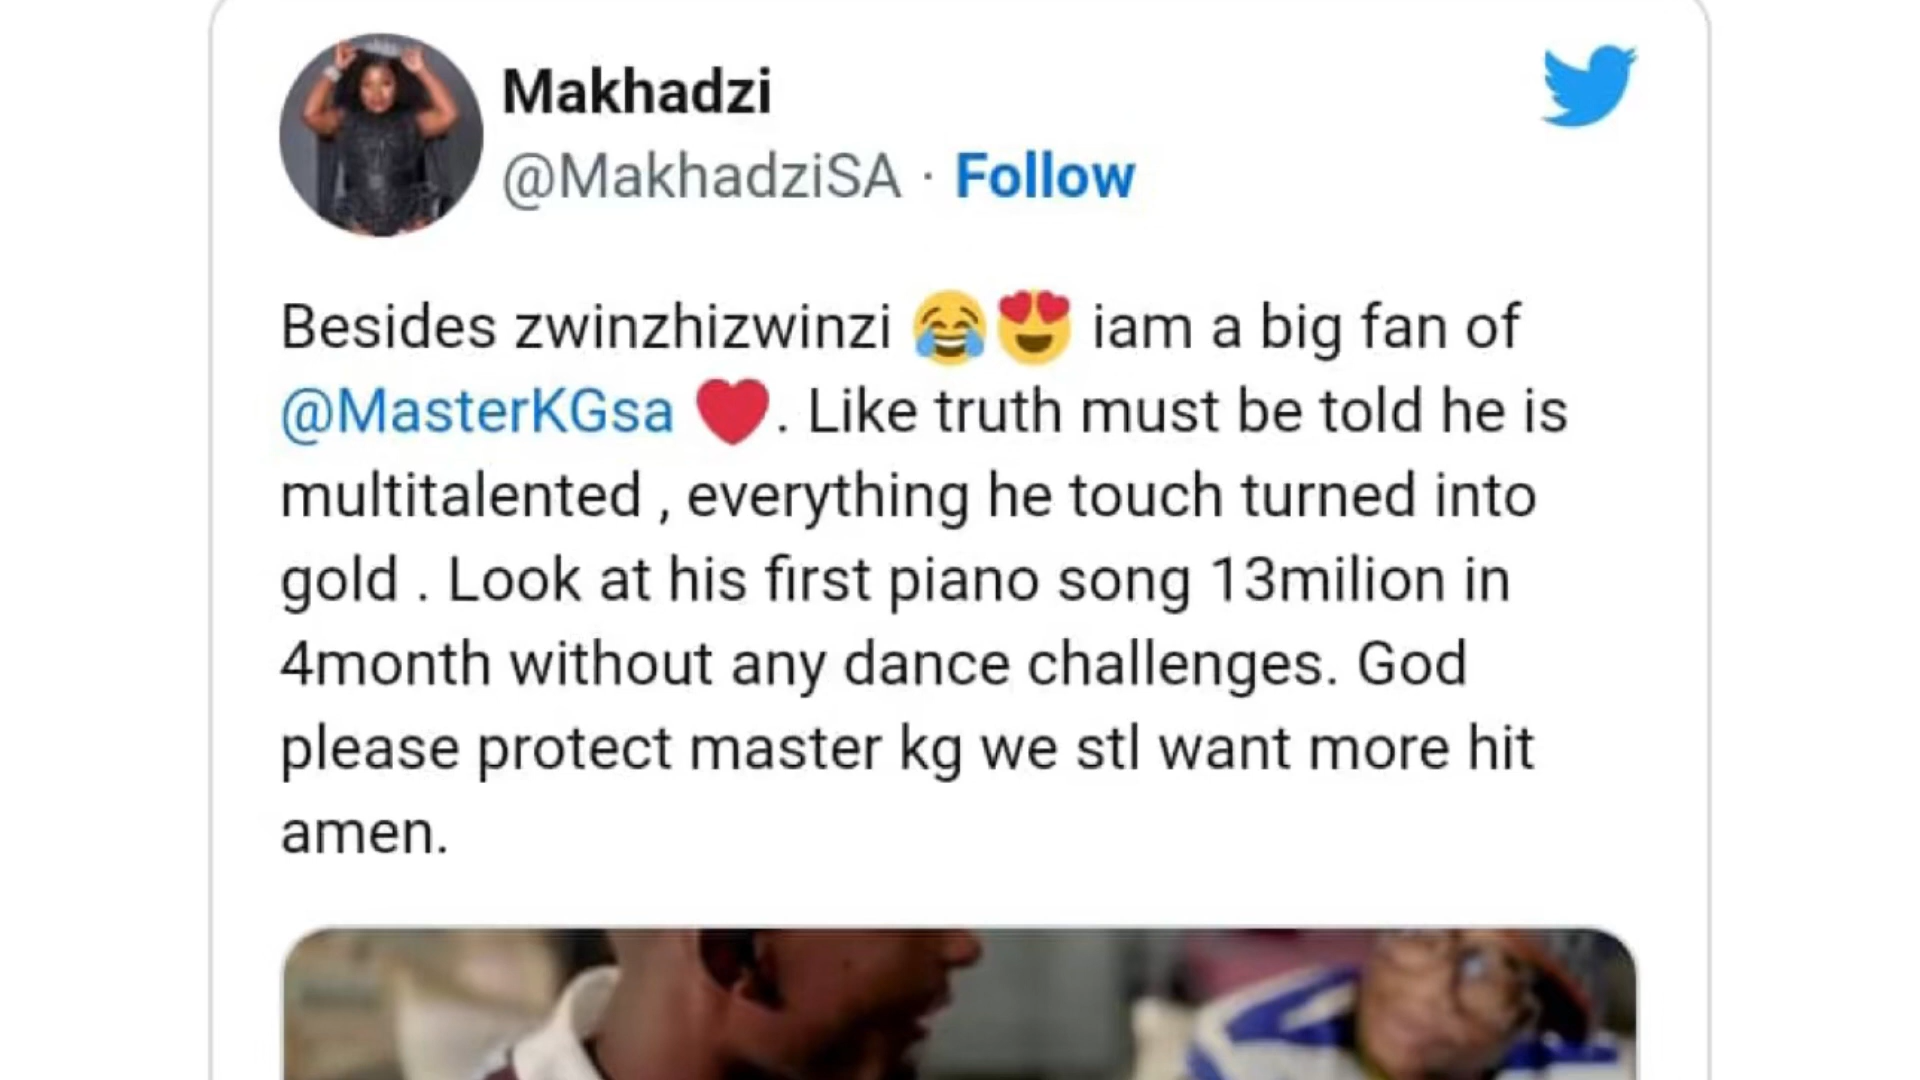 Makhadzi
@MakhadziSA · Follow
Besides zwinzhizwinzi 😂😍 iam a big fan of
@MasterKGsa ❤️. Like truth must be told he is
multitalented , everything he touch turned into
gold . Look at his first piano song 13milion in
4month without any dance challenges. God
please protect master kg we stl want more hit
amen.